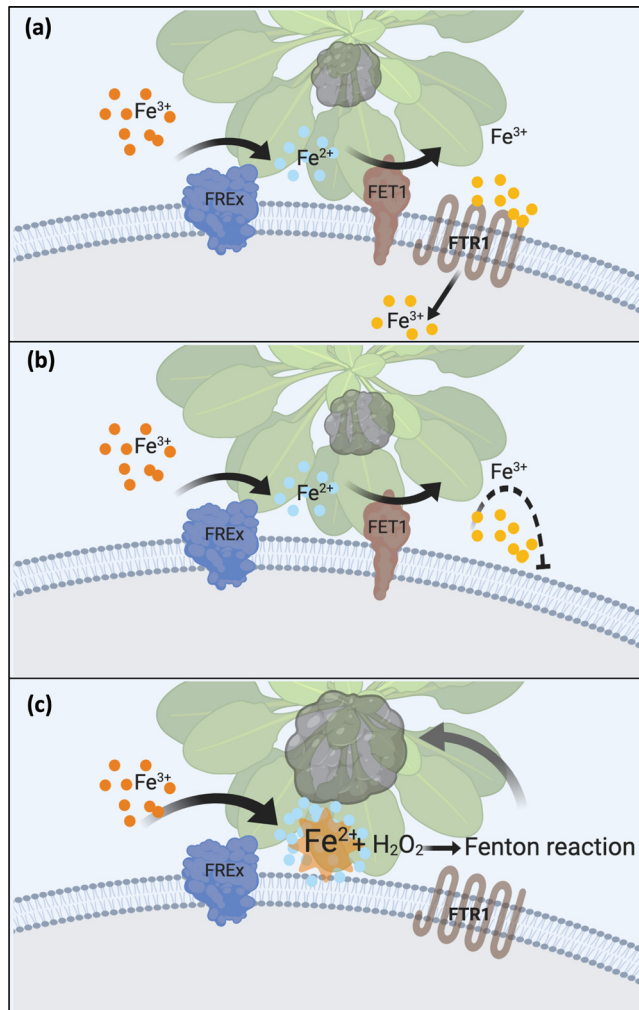 (a)
Fe³⁺
Fe²⁺
Fe³⁺
FREx
FET1
FTR1
Fe³⁺
(b)
Fe³⁺
Fe²⁺
Fe³⁺
FREx
FET1
(c)
Fe³⁺
Fe²⁺ + H₂O₂ Fenton reaction
FREx
FTR1